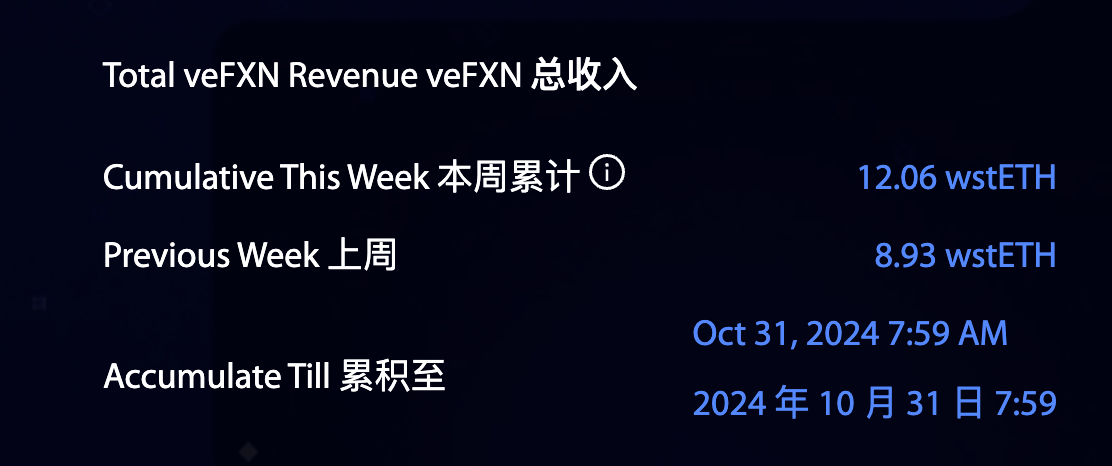 Total veFXN Revenue veFXN 总收入
Cumulative This Week 本周累计 12.06 wstETH
Previous Week 上周 8.93 wstETH
Accumulate Till 累积至
Oct 31, 2024 7:59 AM
2024 年 10 月 31 日 7:59